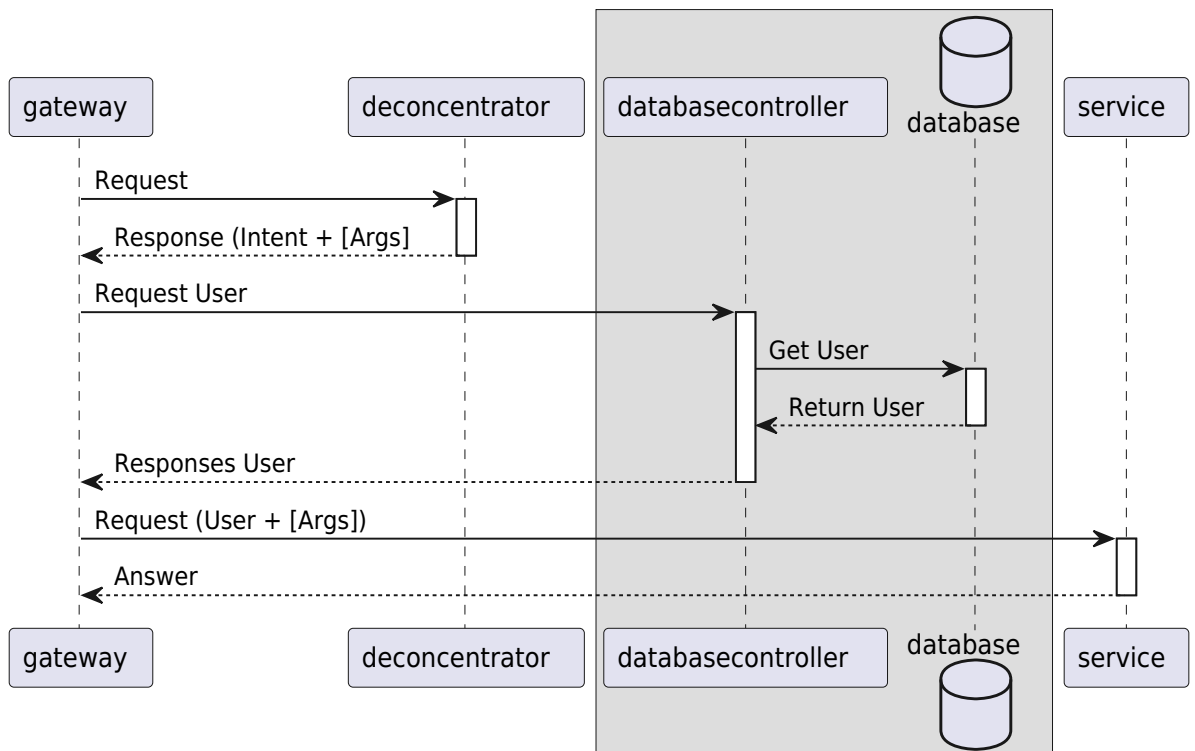 gateway
deconcentrator
databasecontroller
database
service
Request
Response (Intent + [Args]
Request User
Get User
Return User
Responses User
Request (User + [Args])
Answer
gateway
deconcentrator
databasecontroller
database
service